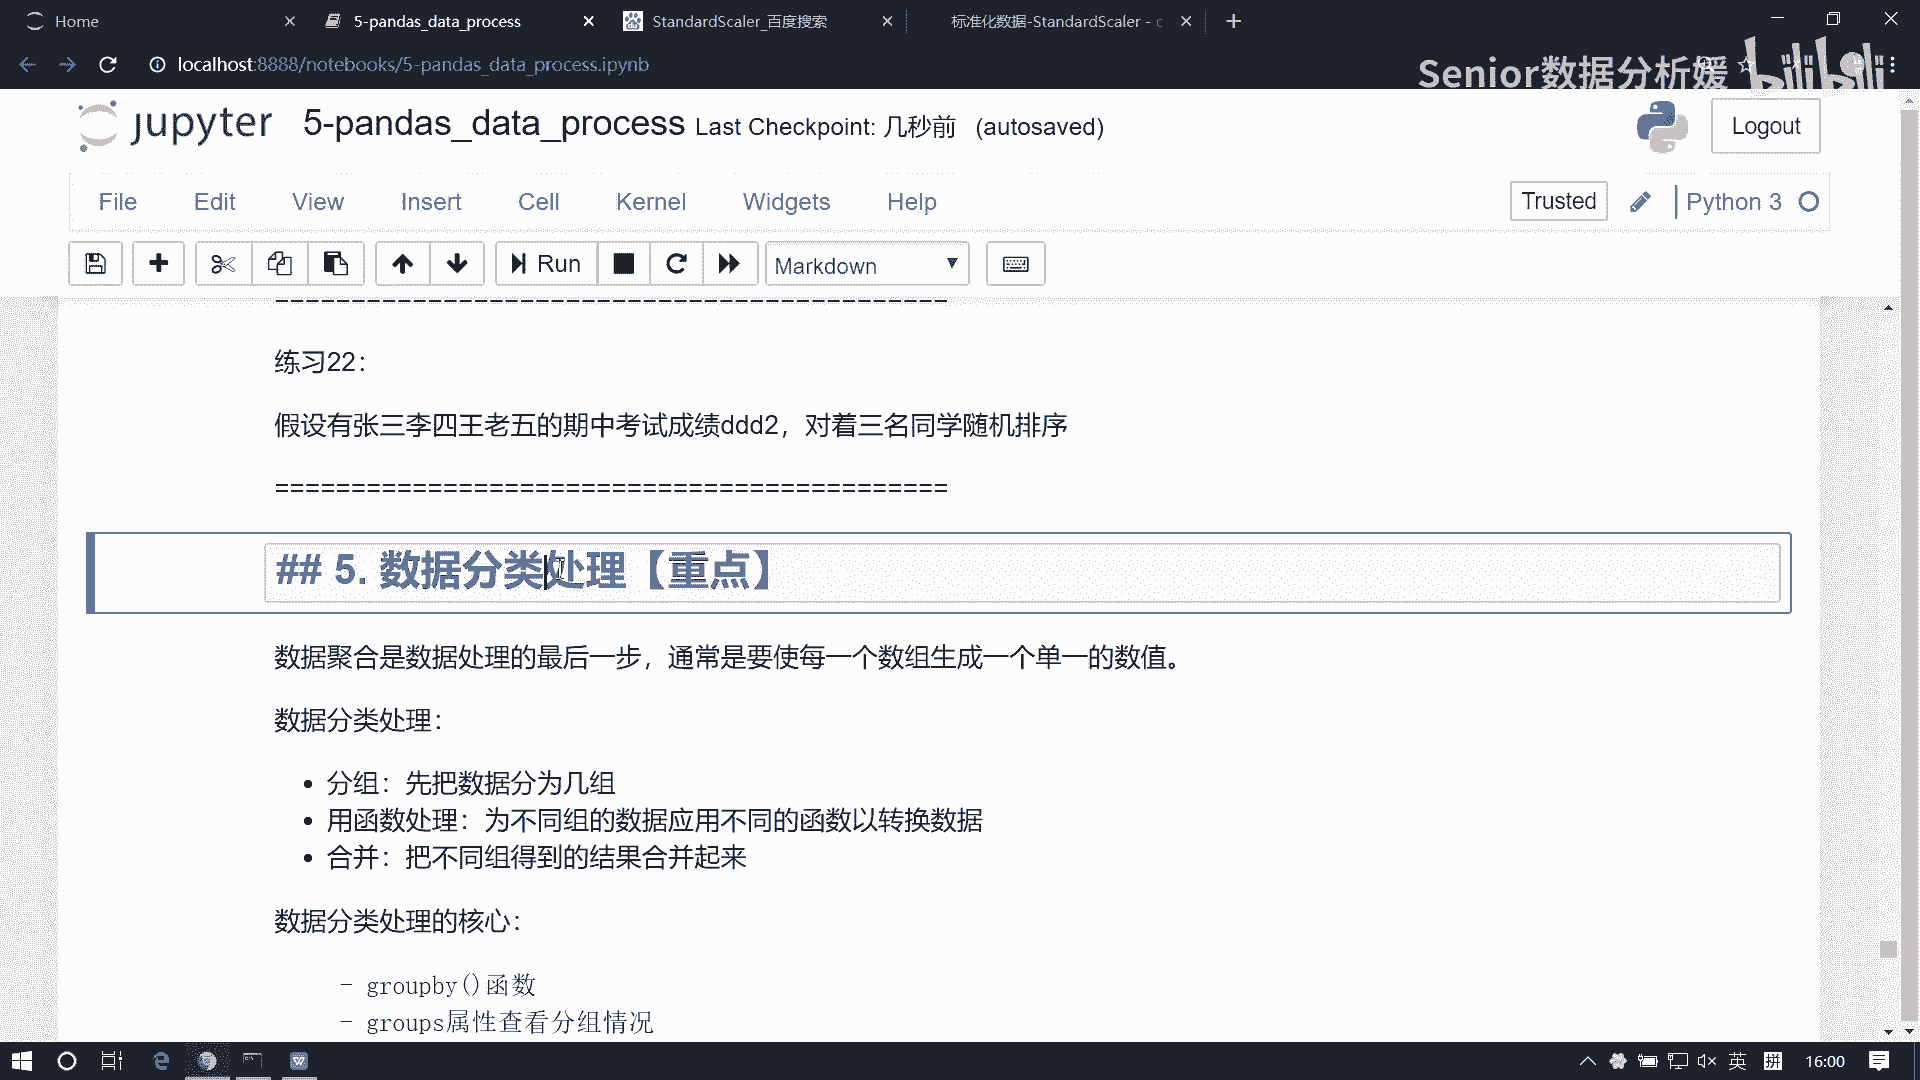 Home
5-pandas_data_process
StandardScaler_百度搜索
标准化数据-StandardScaler - c
localhost:8888/notebooks/5-pandas_data_process.ipynb
Senior数据分析媛
bilibili
jupyter 5-pandas_data_process Last Checkpoint: 几秒前 (autosaved)
Logout
File Edit View Insert Cell Kernel Widgets Help
Trusted
Python 3
Run
Markdown
============================================
练习22：
假设有张三李四王老五的期中考试成绩ddd2，对着三名同学随机排序
============================================
## 5. 数据分类处理【重点】
数据聚合是数据处理的最后一步，通常是要使每一个数组生成一个单一的数值。
数据分类处理：
• 分组：先把数据分为几组
• 用函数处理：为不同组的数据应用不同的函数以转换数据
• 合并：把不同组得到的结果合并起来
数据分类处理的核心：
- groupby()函数
- groups属性查看分组情况
英
拼
16:00